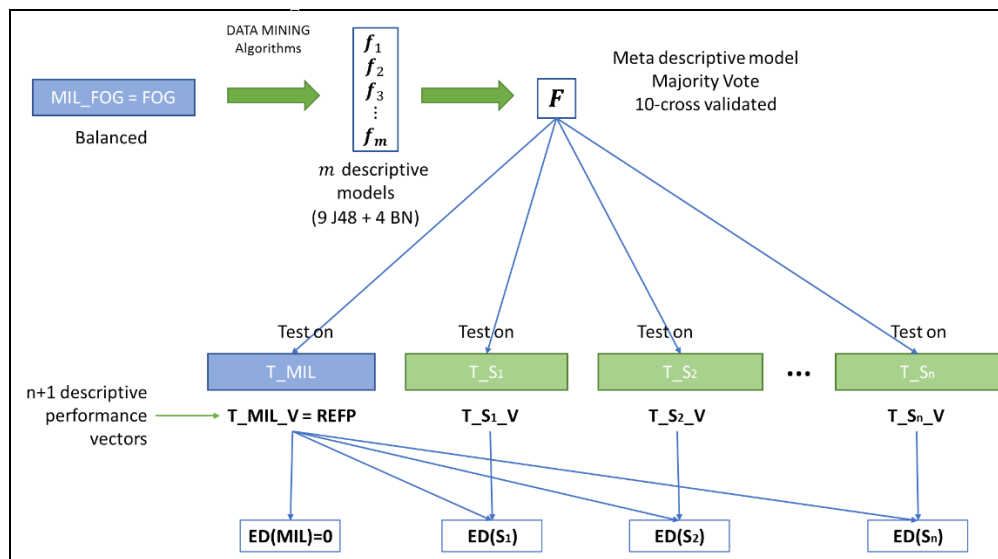 DATA MINING
Algorithms
MIL_FOG = FOG
Balanced
f₁
f₂
f₃
⋮
fₘ
m descriptive
models
(9 J48 + 4 BN)
F
Meta descriptive model
Majority Vote
10-cross validated
Test on
Test on
Test on
Test on
T_MIL
T_S₁
T_S₂
...
T_Sₙ
n+1 descriptive
performance
vectors
T_MIL_V = REFP
T_S₁_V
T_S₂_V
T_Sₙ_V
ED(MIL)=0
ED(S₁)
ED(S₂)
ED(Sₙ)